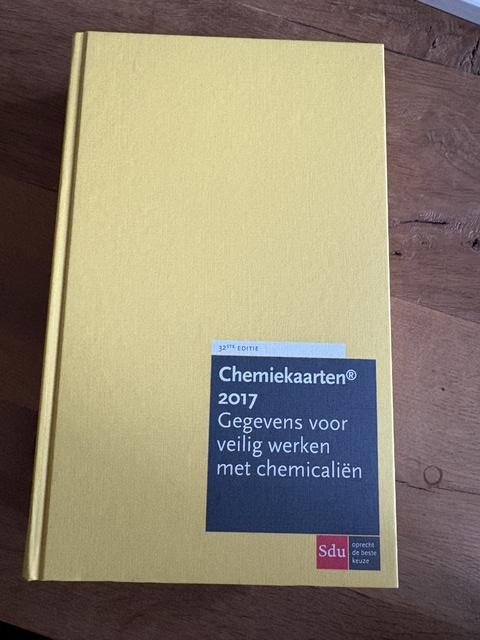 32STE EDITIE
Chemiekaarten®
2017
Gegevens voor
veilig werken
met chemicaliën
Sdu
oprecht
de beste
keuze